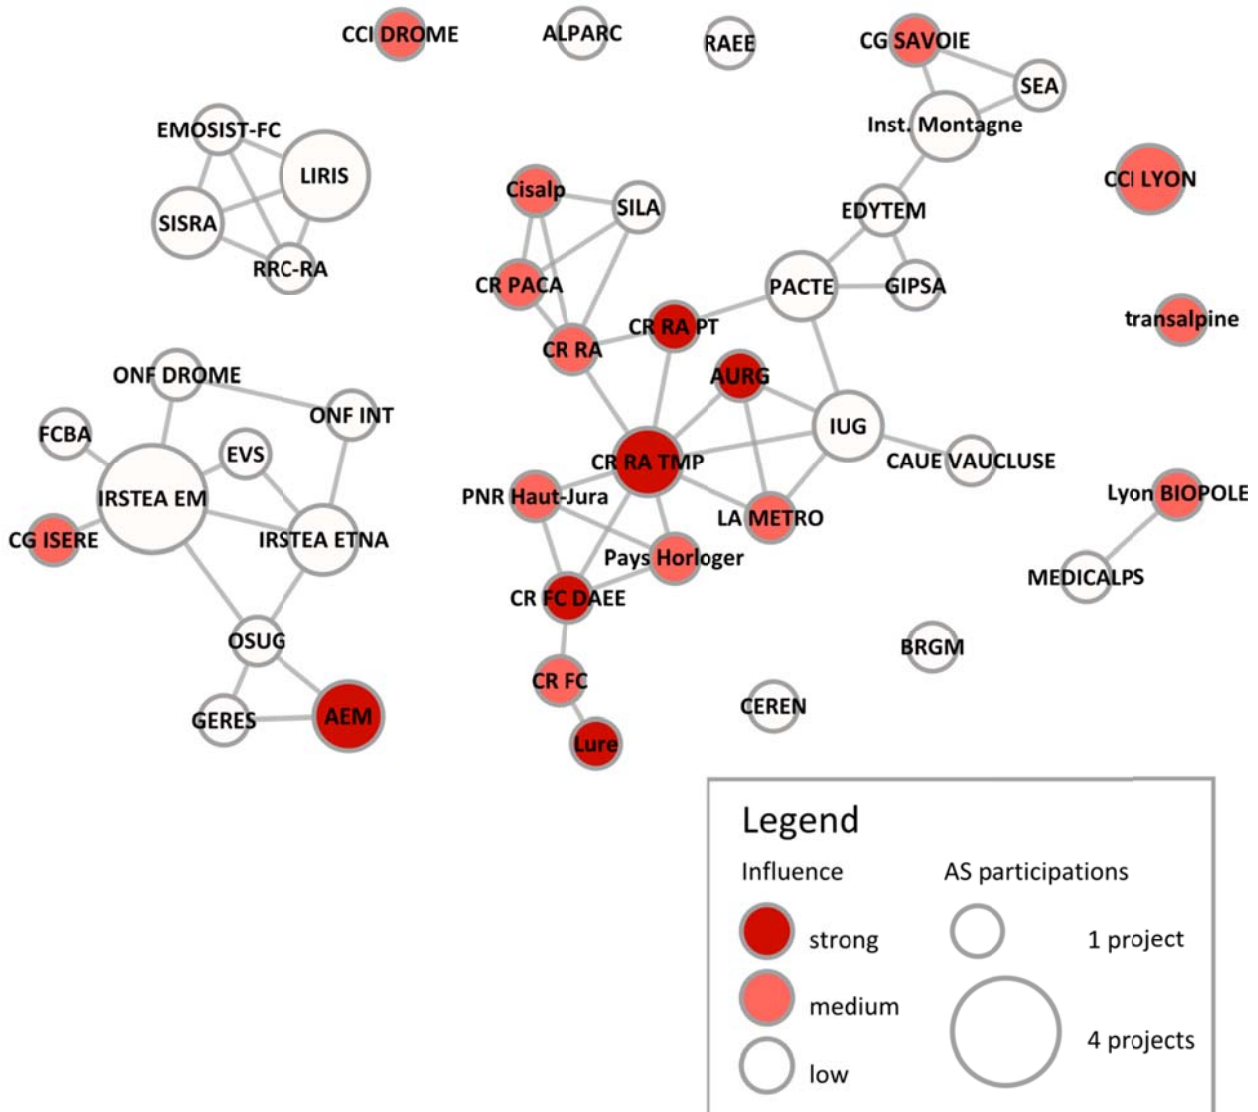 CCI DROME
ALPARC
RAEE
CG SAVOIE
SEA
Inst. Montagne
EMOSIST-FC
LIRIS
SISRA
RRC-RA
Cisalp
SILA
CCI LYON
EDYTEM
CR PACA
PACTE
GIPSA
CR RA PT
transalpine
CR RA
ONF DROME
AURG
ONF INT
FCBA
IUG
EVS
CR RA TMP
CAUE VAUCLUSE
IRSTEA EM
PNR Haut-Jura
Lyon BIOPOLE
LA METRO
CG ISERE
IRSTEA ETNA
Pays Horloger
MEDICALPS
CR FC DAEE
OSUG
BRGM
CR FC
CEREN
GERES
AEM
Lure
Legend
Influence
AS participations
strong
1 project
medium
4 projects
low